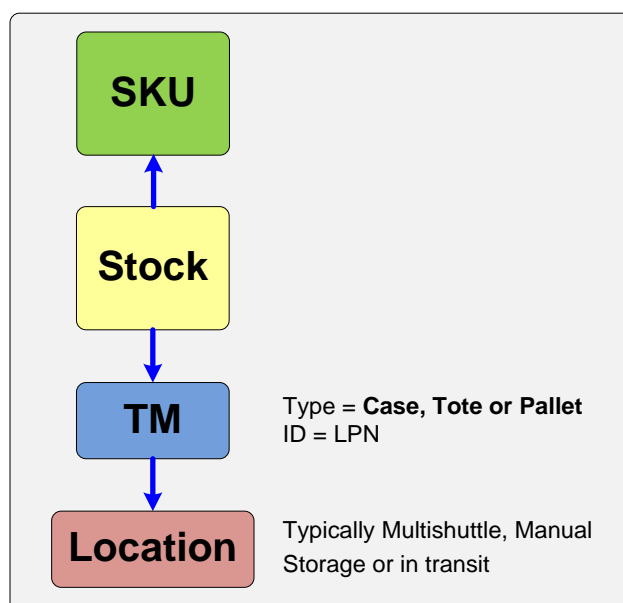 SKU
Stock
TM
Type = Case, Tote or Pallet
ID = LPN
Location
Typically Multishuttle, Manual
Storage or in transit